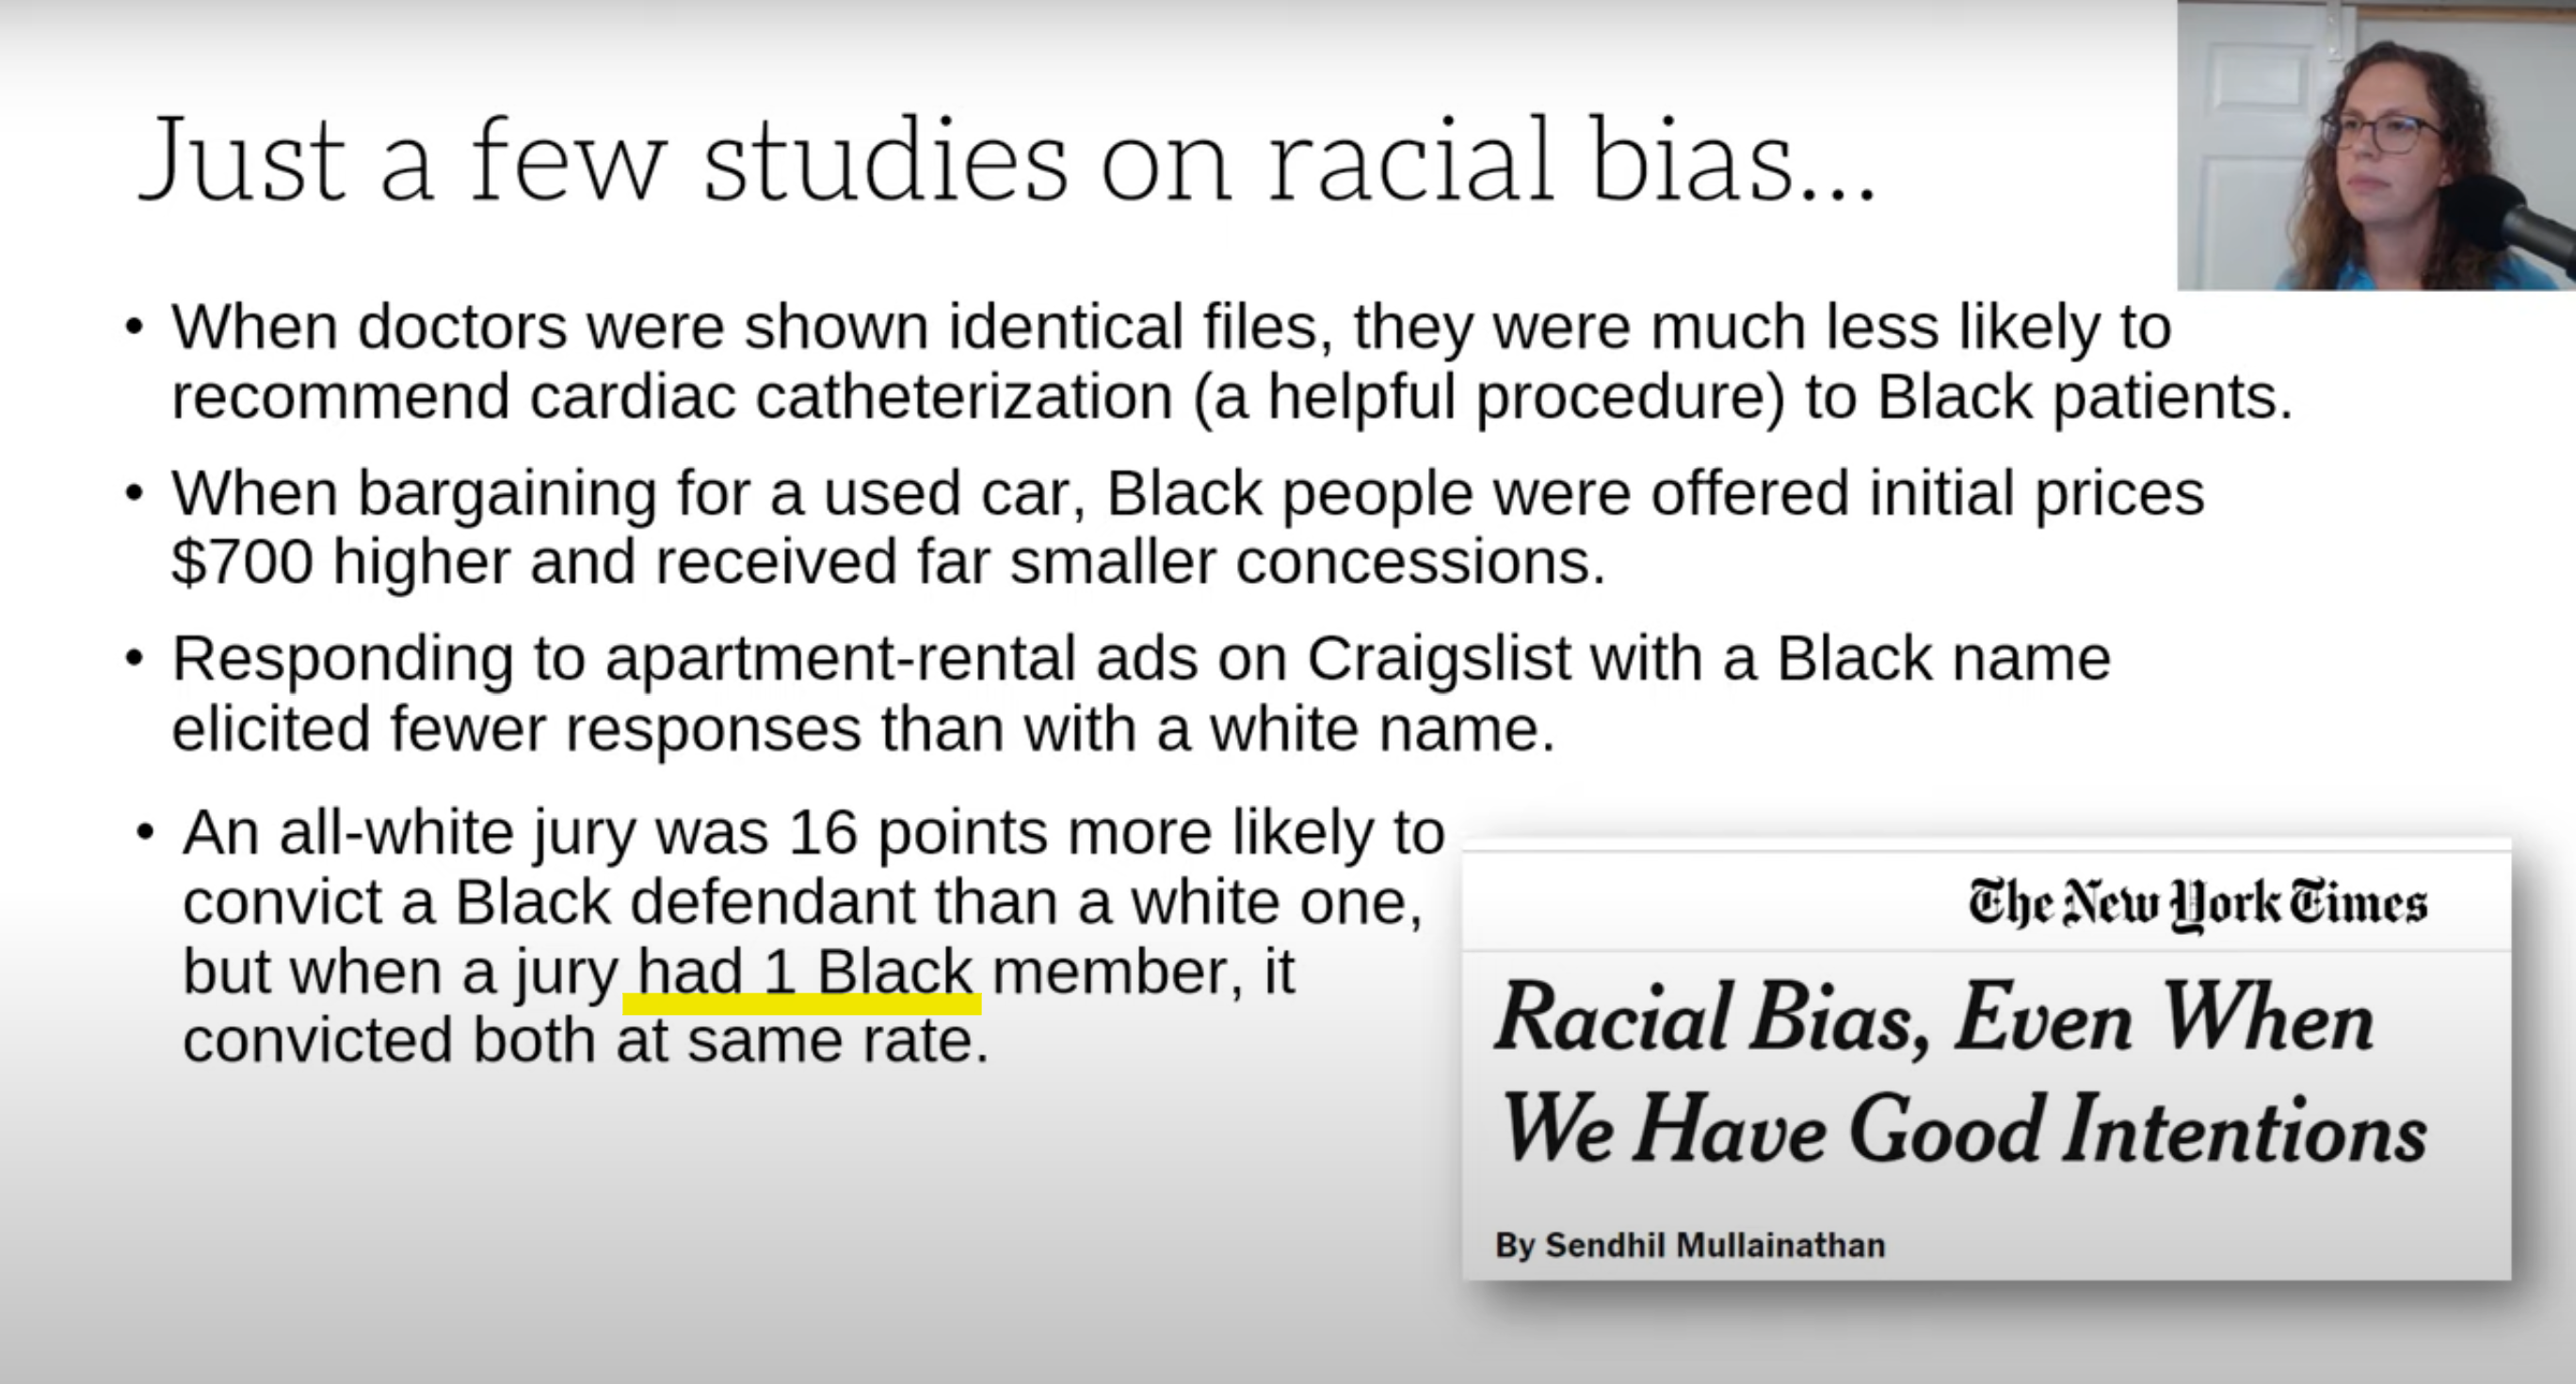 Just a few studies on racial bias...
• When doctors were shown identical files, they were much less likely to
recommend cardiac catheterization (a helpful procedure) to Black patients.
• When bargaining for a used car, Black people were offered initial prices
$700 higher and received far smaller concessions.
• Responding to apartment-rental ads on Craigslist with a Black name
elicited fewer responses than with a white name.
• An all-white jury was 16 points more likely to
convict a Black defendant than a white one,
but when a jury had 1 Black member, it
convicted both at same rate.
The New York Times
Racial Bias, Even When
We Have Good Intentions
By Sendhil Mullainathan